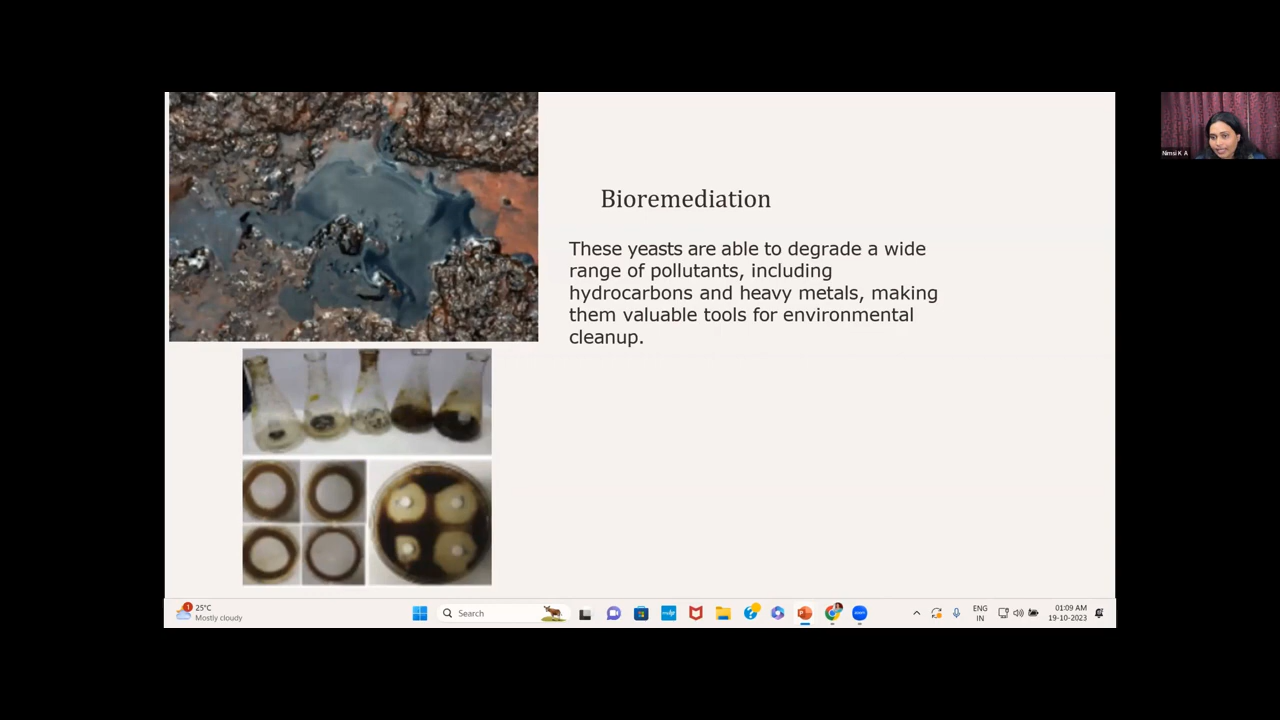 Bioremediation
These yeasts are able to degrade a wide
range of pollutants, including
hydrocarbons and heavy metals, making
them valuable tools for environmental
cleanup.
Nimsi K A
1
25°C
Mostly cloudy
Search
ENG
IN
01:09 AM
19-10-2023